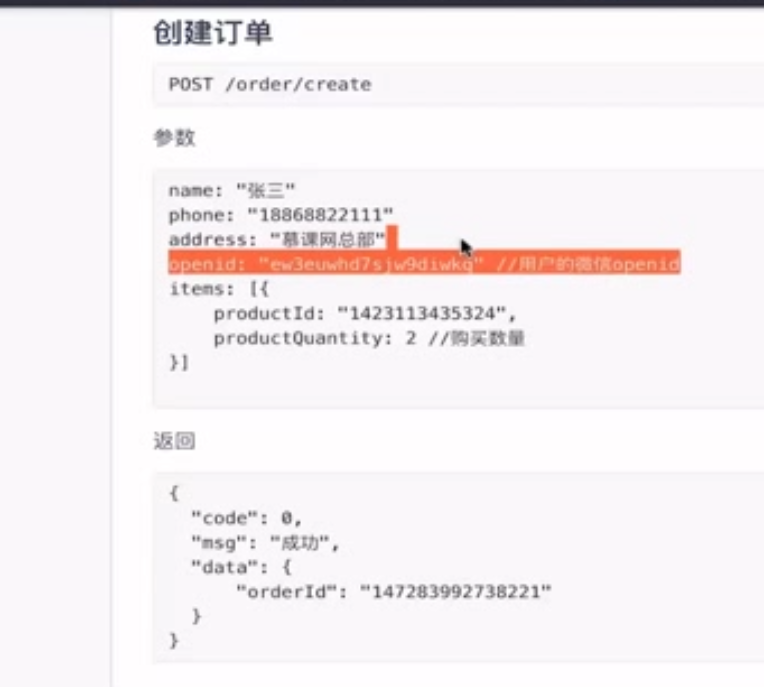 创建订单
POST /order/create
参数
name: "张三"
phone: "18868822111"
address: "慕课网总部"
openid: "ew3euwhd7sjw9diwkq" //用户的微信openid
items: [{
    productId: "1423113435324",
    productQuantity: 2 //购买数量
}]
返回
{
  "code": 0,
  "msg": "成功",
  "data": {
      "orderId": "147283992738221"
  }
}